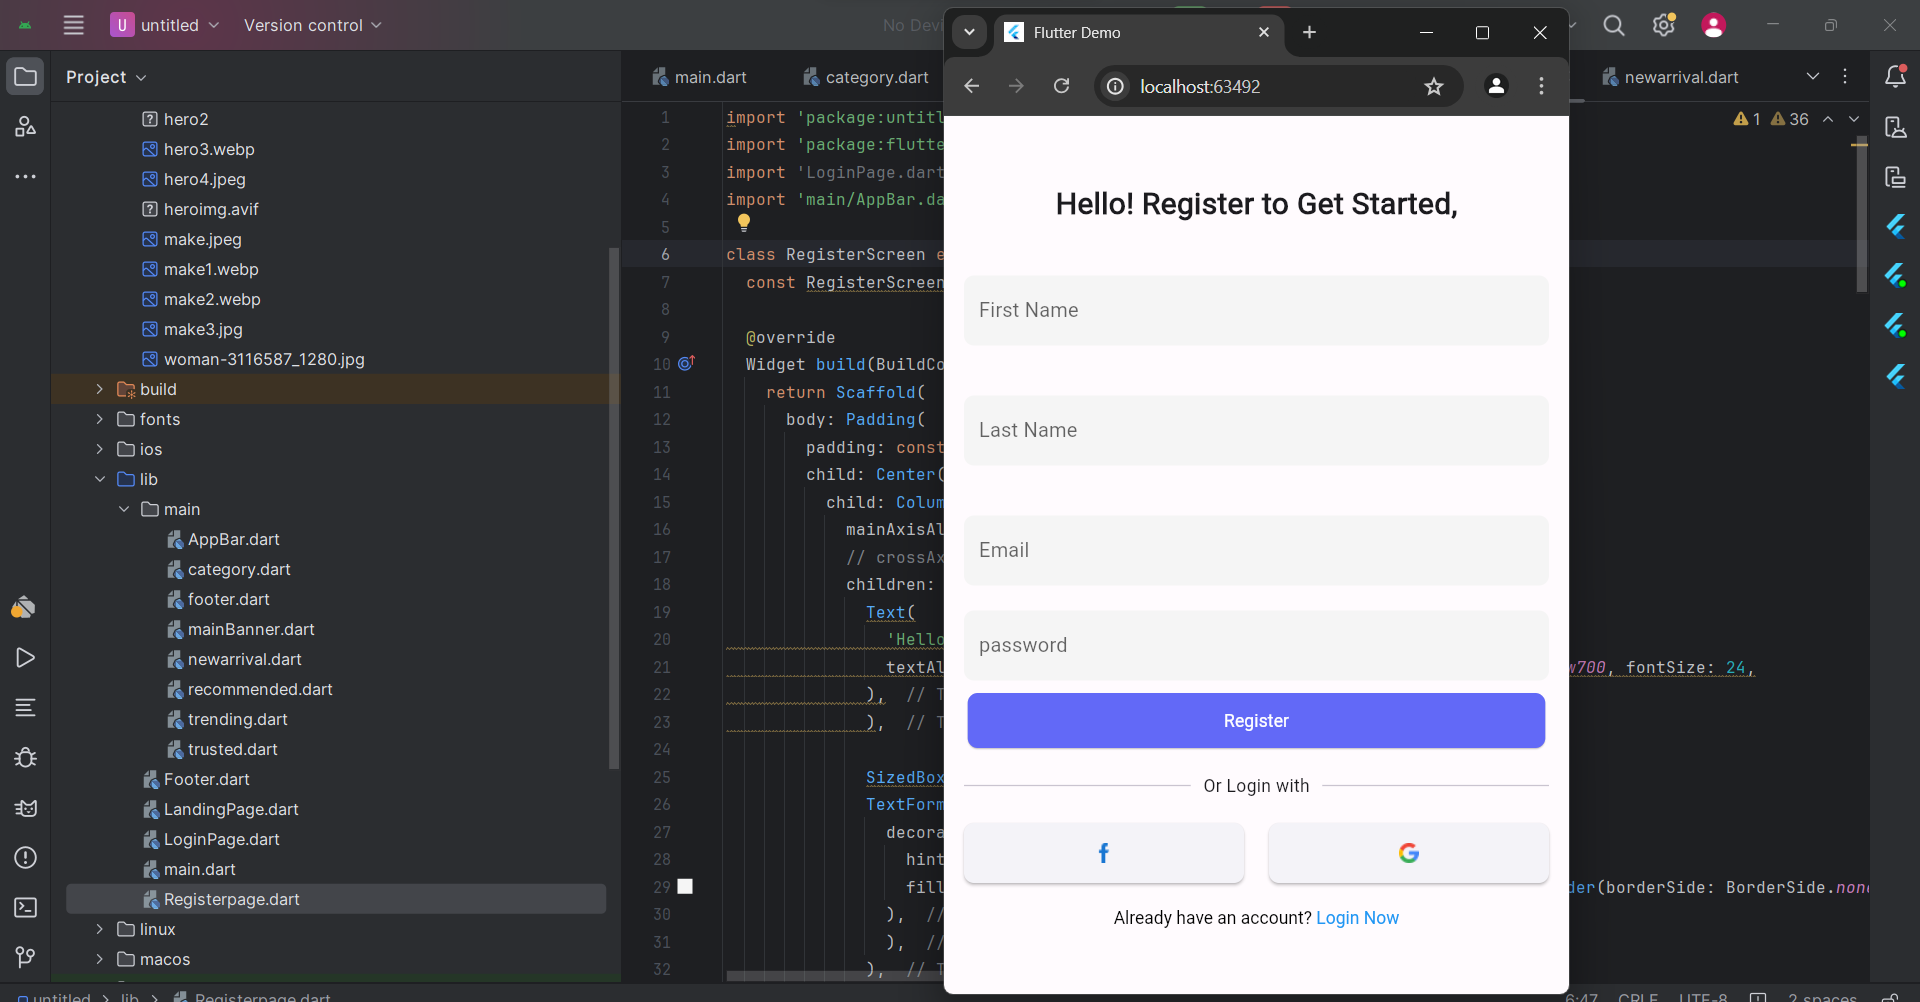 U untitled Version control
No Devi
Project
hero2
hero3.webp
hero4.jpeg
heroimg.avif
make.jpeg
make1.webp
make2.webp
make3.jpg
woman-3116587_1280.jpg
build
fonts
ios
lib
main
AppBar.dart
category.dart
footer.dart
mainBanner.dart
newarrival.dart
recommended.dart
trending.dart
trusted.dart
Footer.dart
LandingPage.dart
LoginPage.dart
main.dart
Registerpage.dart
linux
macos
untitled lib Registerpage.dart
main.dart category.dart newarrival.dart
1 36
1 import 'package:untitl
2 import 'package:flutte
3 import 'LoginPage.dart
4 import 'main/AppBar.da
5
6 class RegisterScreen e
7 const RegisterScreen
8
9 @override
10 Widget build(BuildCo
11 return Scaffold(
12 body: Padding(
13 padding: const
14 child: Center(
15 child: Colum
16 mainAxisAl
17 // crossAx
18 children:
19 Text(
20 'Hello
21 textAl w700, fontSize: 24,
22 ), // T
23 ), // T
24
25 SizedBox
26 TextForm
27 decora
28 hint
29 fill der(borderSide: BorderSide.none
30 ), //
31 ), //
32 ), // T
6:47 CRLF UTF-8 2 spaces
Flutter Demo
localhost:63492
Hello! Register to Get Started,
First Name
Last Name
Email
password
Register
Or Login with
f G
Already have an account? Login Now